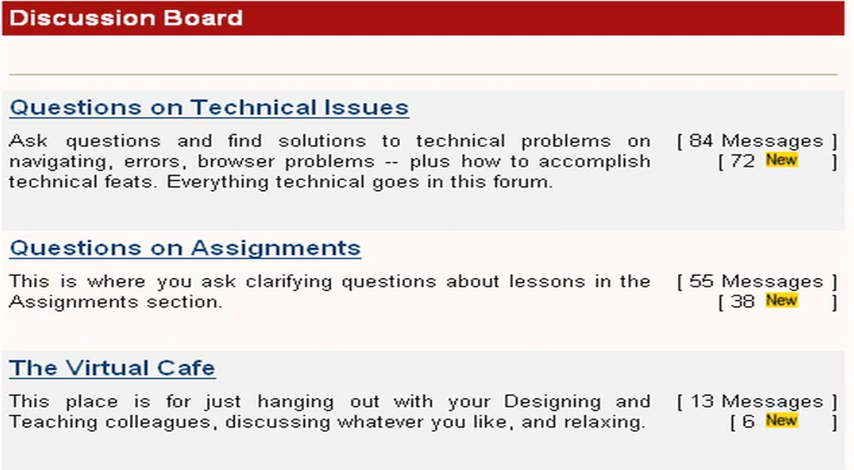 Discussion Board
Questions on Technical Issues
Ask questions and find solutions to technical problems on [ 84 Messages ]
navigating, errors, browser problems -- plus how to accomplish [ 72 New ]
technical feats. Everything technical goes in this forum.
Questions on Assignments
This is where you ask clarifying questions about lessons in the [ 55 Messages ]
Assignments section. [ 38 New ]
The Virtual Cafe
This place is for just hanging out with your Designing and [ 13 Messages ]
Teaching colleagues, discussing whatever you like, and relaxing. [ 6 New ]